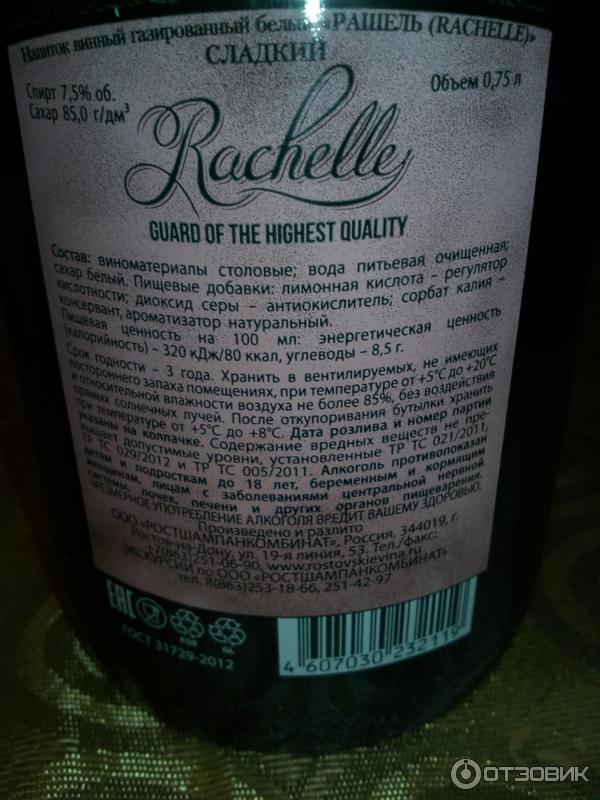 Напиток винный газированный белый «РАШЕЛЬ (RACHELLE)»
СЛАДКИЙ
Спирт 7,5% об.
Сахар 85,0 г/дм³
Объем 0,75 л
Rachelle
GUARD OF THE HIGHEST QUALITY
Состав: виноматериалы столовые; вода питьевая очищенная;
сахар белый. Пищевые добавки: лимонная кислота – регулятор
кислотности; диоксид серы – антиокислитель; сорбат калия –
консервант, ароматизатор натуральный.
Пищевая ценность на 100 мл: энергетическая ценность
(калорийность) – 320 кДж/80 ккал, углеводы – 8,5 г.
Срок годности – 3 года. Хранить в вентилируемых, не имеющих
постороннего запаха помещениях, при температуре от +5°С до +20°С
и относительной влажности воздуха не более 85%, без воздействия
прямых солнечных лучей. После откупоривания бутылки хранить
при температуре от +5°С до +8°С. Дата розлива и номер партии
указаны на колпачке. Содержание вредных веществ не пре-
вышает допустимые уровни, установленные ТР ТС 021/2011,
ТР ТС 029/2012 и ТР ТС 005/2011. Алкоголь противопоказан
детям и подросткам до 18 лет, беременным и кормящим
женщинам, лицам с заболеваниями центральной нервной
системы, почек, печени и других органов пищеварения.
ЧРЕЗМЕРНОЕ УПОТРЕБЛЕНИЕ АЛКОГОЛЯ ВРЕДИТ ВАШЕМУ ЗДОРОВЬЮ.
Произведено и разлито
ООО «РОСТШАМПАНКОМБИНАТ», Россия, 344019, г.
Ростов-на-Дону, ул. 19-я линия, 53. Тел./факс:
+7(863)251-06-90, www.rostovskievina.ru
ЭКСКУРСИИ по ООО «РОСТШАМПАНКОМБИНАТ»
тел. 8(863)253-18-66, 251-42-97
EAC
GL
ГОСТ 31729-2012
4 607030 232119
ОТЗОВИК